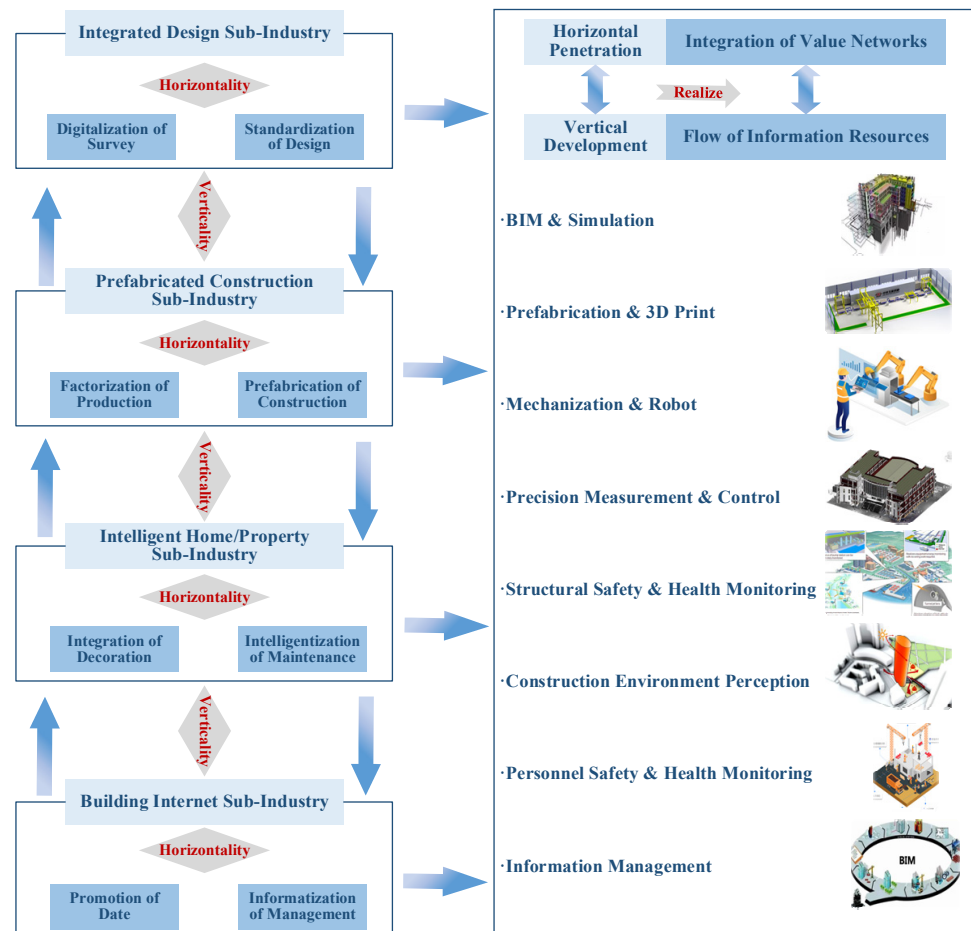 Integrated Design Sub-Industry
Horizontality
Digitalization of
Survey
Standardization
of Design
Verticality
Prefabricated Construction
Sub-Industry
Horizontality
Factorization of
Production
Prefabrication of
Construction
Verticality
Intelligent Home/Property
Sub-Industry
Horizontality
Integration of
Decoration
Intelligentization
of Maintenance
Verticality
Building Internet Sub-Industry
Horizontality
Promotion of
Date
Informatization
of Management
Horizontal
Penetration
Integration of Value Networks
Realize
Vertical
Development
Flow of Information Resources
·BIM & Simulation
·Prefabrication & 3D Print
·Mechanization & Robot
·Precision Measurement & Control
·Structural Safety & Health Monitoring
·Construction Environment Perception
·Personnel Safety & Health Monitoring
·Information Management
BIM